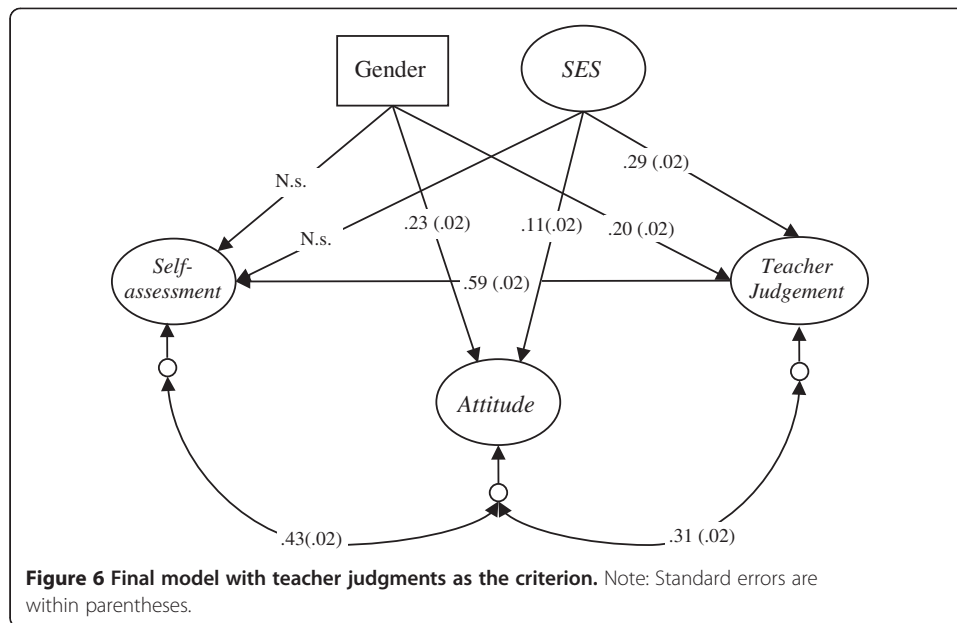 Gender
SES
.29 (.02)
N.s.
.23 (.02)
.11(.02)
.20 (.02)
N.s.
Self-
assessment
.59 (.02)
Teacher
Judgement
Attitude
.43(.02)
.31 (.02)
Figure 6 Final model with teacher judgments as the criterion. Note: Standard errors are
within parentheses.